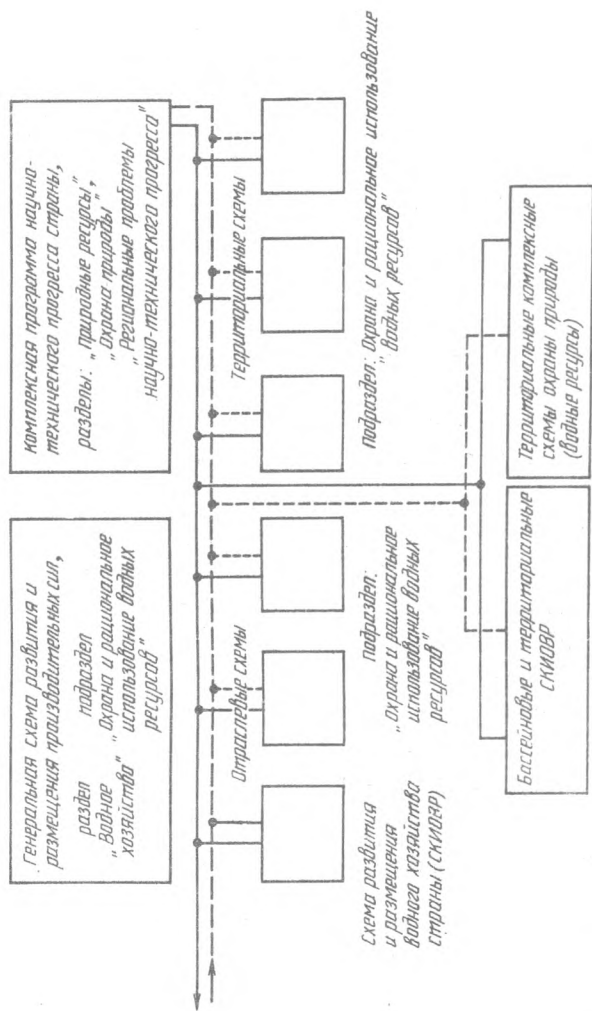 Генеральная схема развития и
размещения производительных сил,
раздел
„Водное
хозяйство"
подраздел
„Охрана и рациональное
использование водных
ресурсов"
Комплексная программа научно-
технического прогресса страны,
разделы: „Природные ресурсы",
„Охрана природы",
„Региональные проблемы
научно-технического прогресса"
Отраслевые схемы
Территориальные схемы
Схема развития
и размещения
водного хозяйства
страны (СКИОВР)
Подраздел:
„Охрана и рациональное
использование водных
ресурсов"
Подраздел: „Охрана и рациональное использование
водных ресурсов"
Бассейновые и территориальные
СКИОВР
Территориальные комплексные
схемы охраны природы
(водные ресурсы)